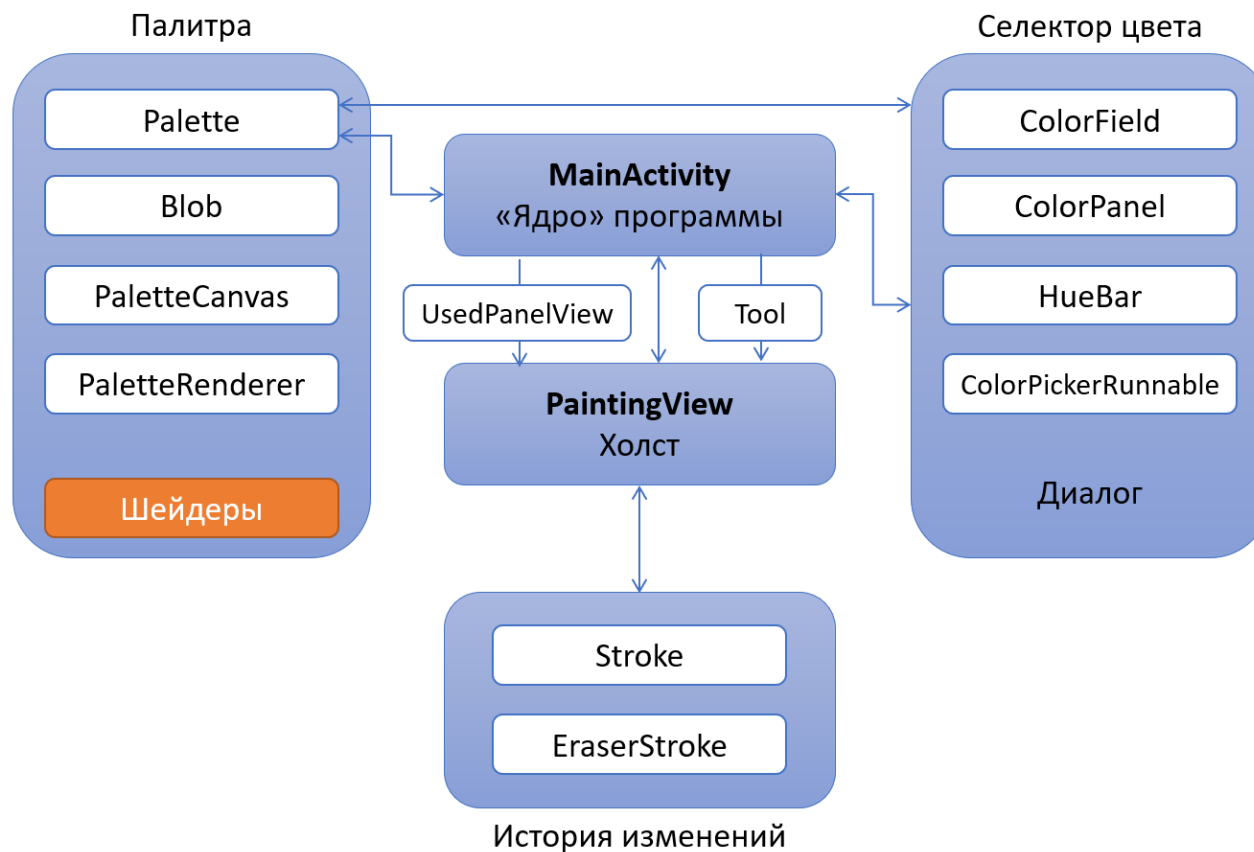 Палитра
Palette
Blob
PaletteCanvas
PaletteRenderer
Шейдеры
MainActivity
«Ядро» программы
UsedPanelView
Tool
PaintingView
Холст
Stroke
EraserStroke
История изменений
Селектор цвета
ColorField
ColorPanel
HueBar
ColorPickerRunnable
Диалог